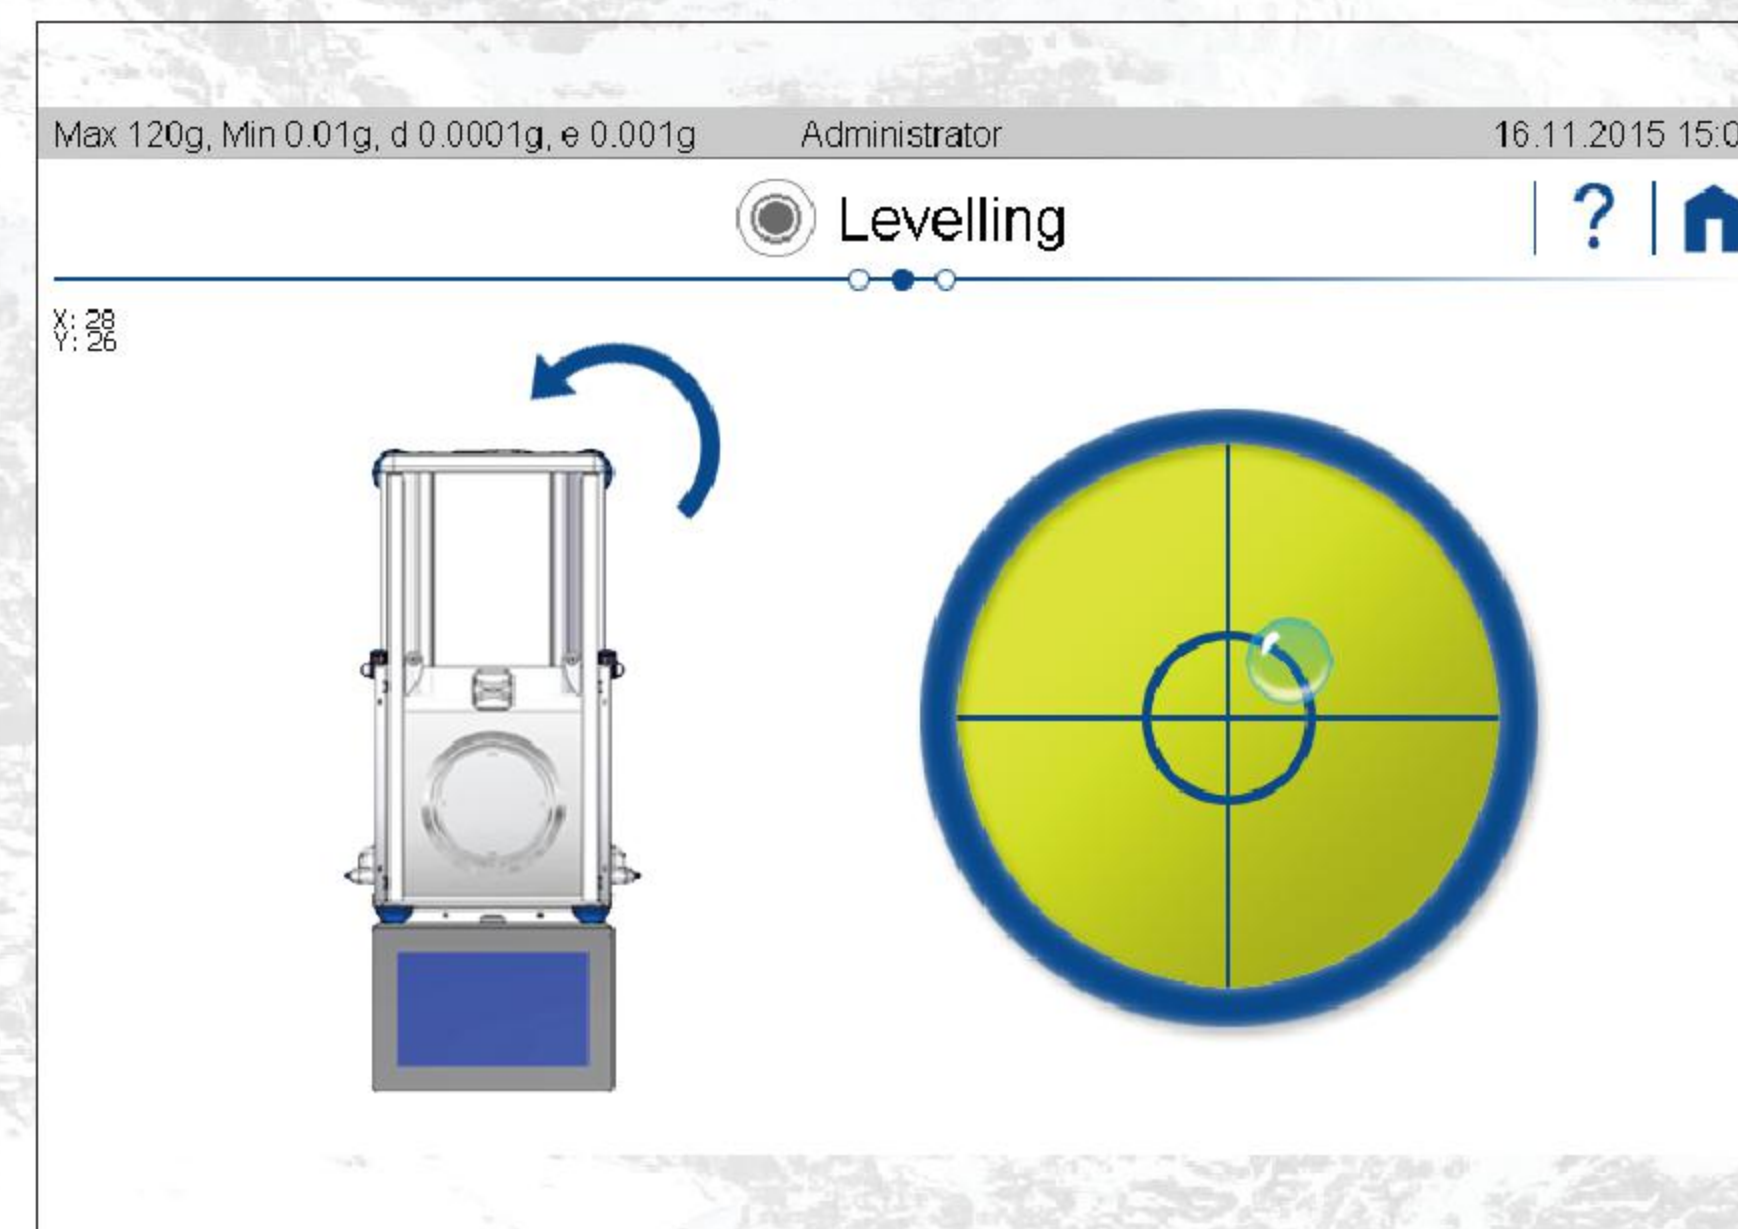 Max 120g, Min 0.01g, d 0.0001g, e 0.001g Administrator 16.11.2015 15:0
Levelling ?
X: 28
Y: 26